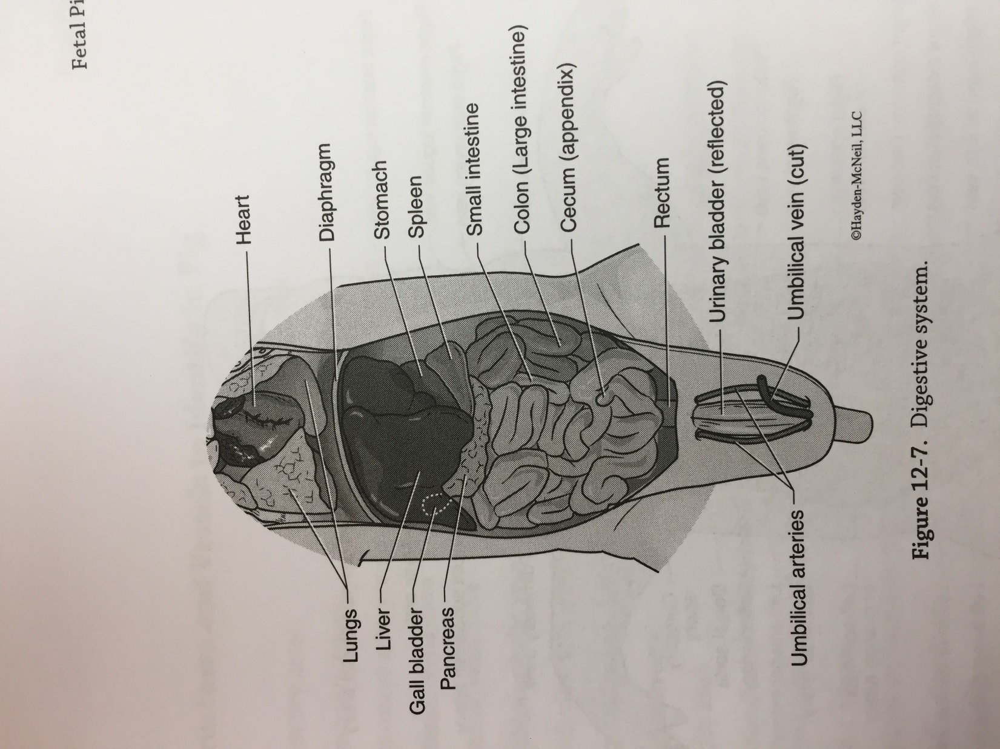 Fetal Pi
Heart
Diaphragm
Stomach
Spleen
Small intestine
Colon (Large intestine)
Cecum (appendix)
Rectum
Urinary bladder (reflected)
Umbilical vein (cut)
Lungs
Liver
Gall bladder
Pancreas
Umbilical arteries
©Hayden-McNeil, LLC
Figure 12-7. Digestive system.